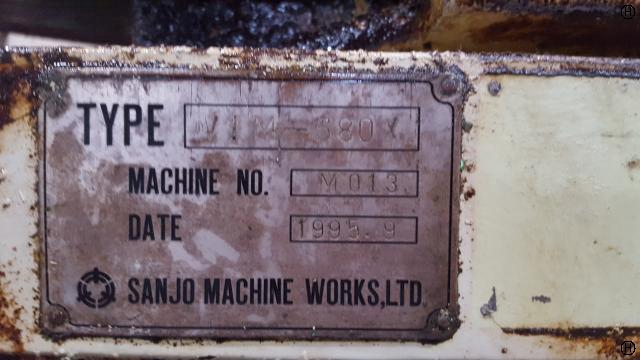 TYPE
MACHINE NO. M013
DATE 1995.9
SANJO MACHINE WORKS,LTD.